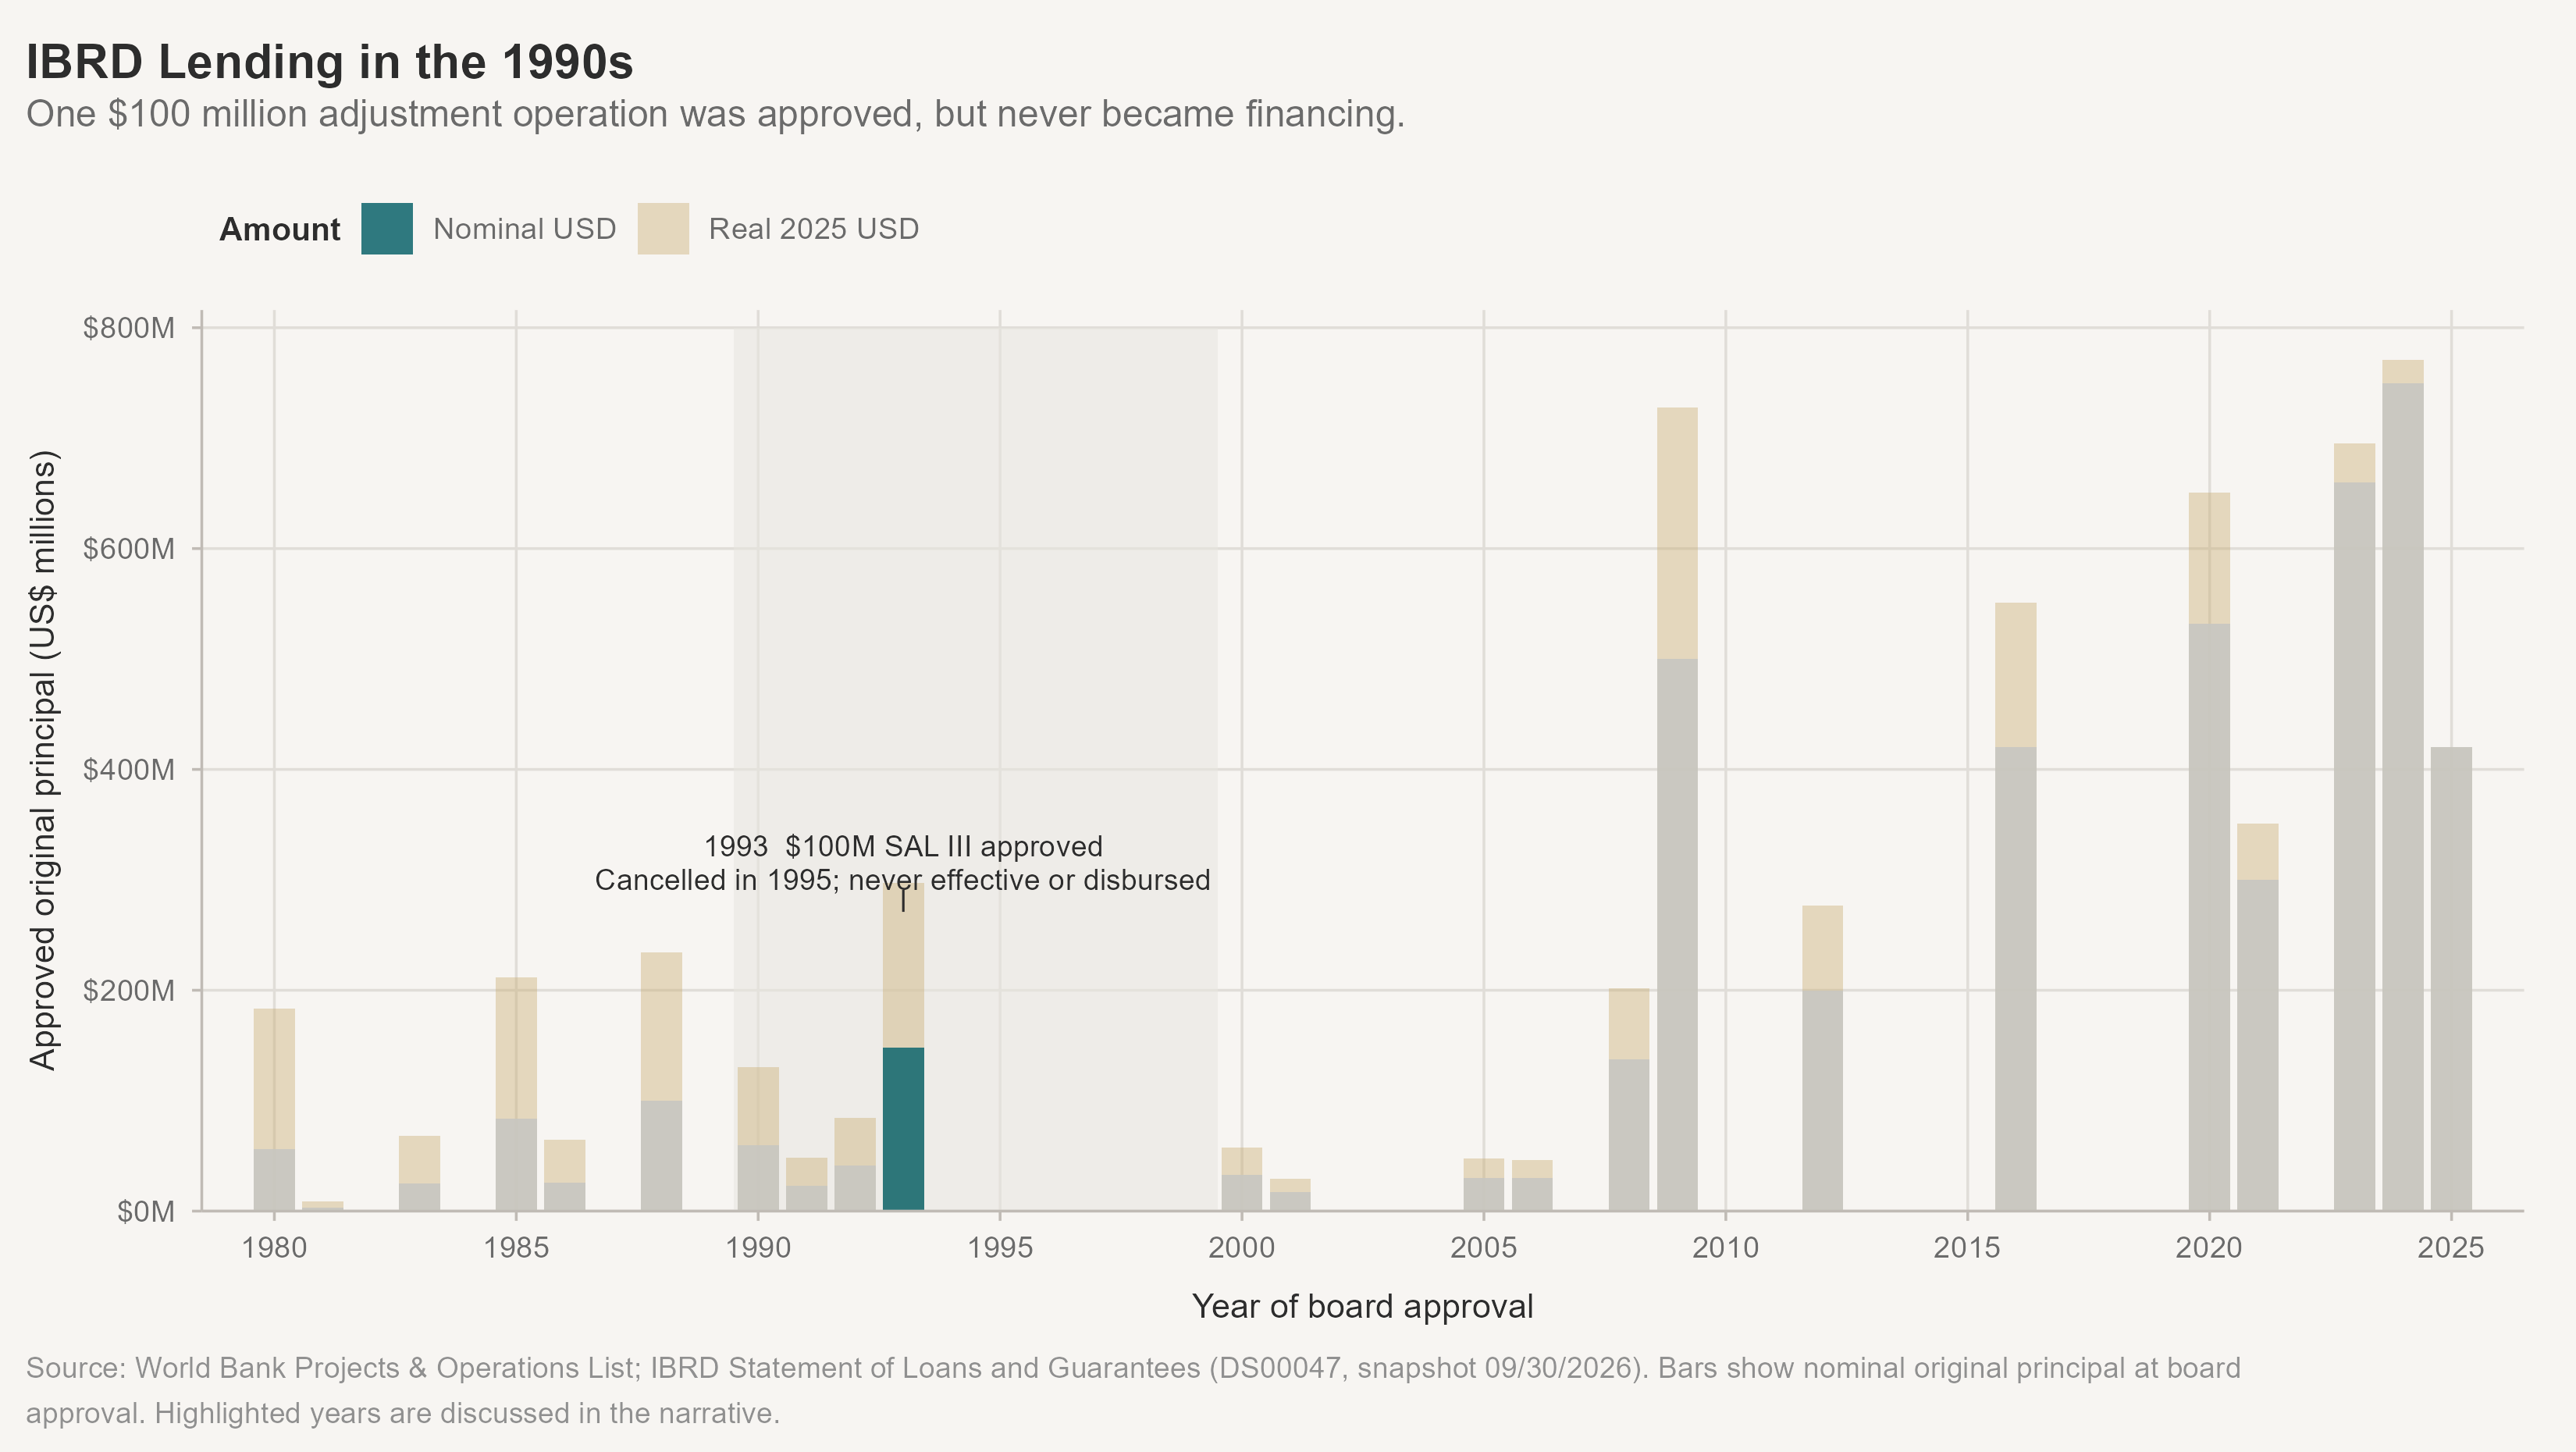 IBRD Lending in the 1990s
One $100 million adjustment operation was approved, but never became financing.
Amount Nominal USD Real 2025 USD
Approved original principal (US$ millions)
$800M
$600M
$400M
$200M
$0M
1993  $100M SAL III approved
Cancelled in 1995; never effective or disbursed
1980 1985 1990 1995 2000 2005 2010 2015 2020 2025
Year of board approval
Source: World Bank Projects & Operations List; IBRD Statement of Loans and Guarantees (DS00047, snapshot 09/30/2026). Bars show nominal original principal at board
approval. Highlighted years are discussed in the narrative.